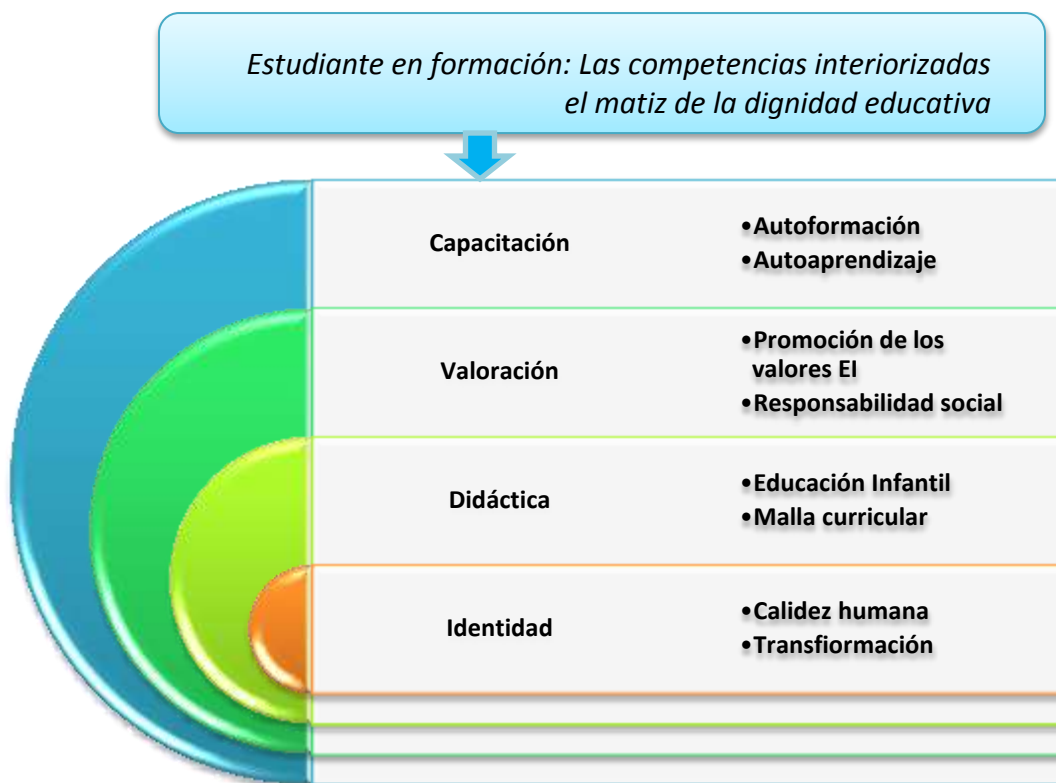 Estudiante en formación: Las competencias interiorizadas
el matiz de la dignidad educativa
Capacitación
•Autoformación
•Autoaprendizaje
Valoración
•Promoción de los
valores EI
•Responsabilidad social
Didáctica
•Educación Infantil
•Malla curricular
Identidad
•Calidez humana
•Transfiormación